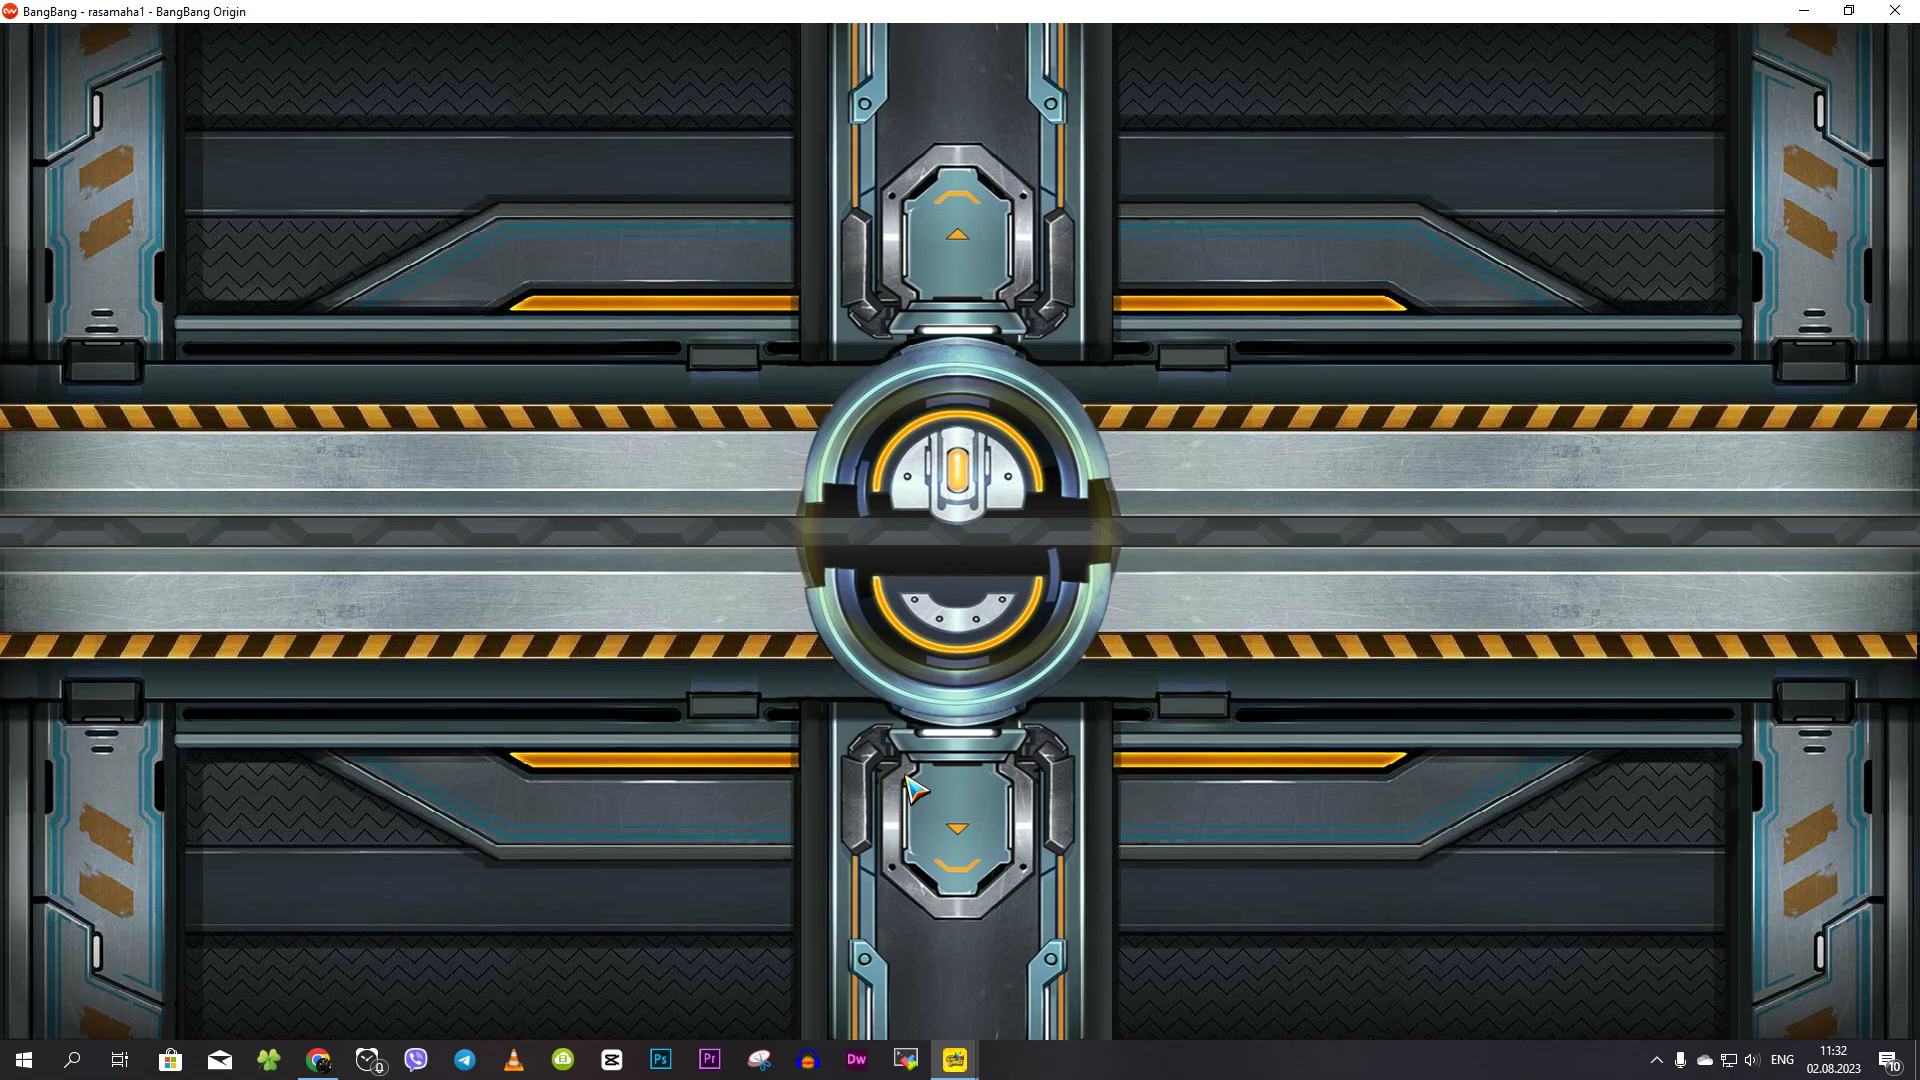 BangBang - rasamaha1 - BangBang Origin
Ps
Pr
Dw
ENG
11:32
02.08.2023
10